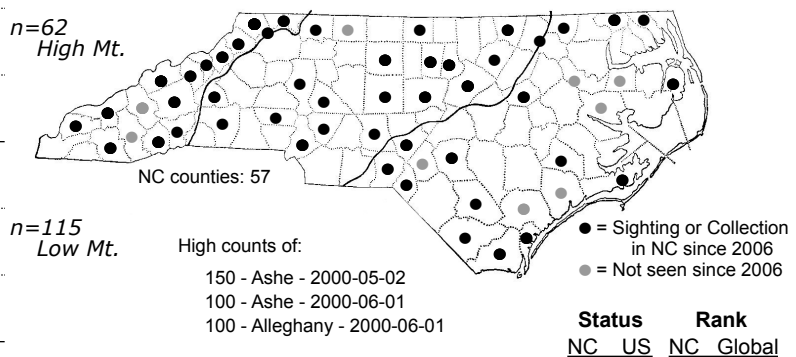 n=62
High Mt.
NC counties: 57
n=115
Low Mt.
High counts of:
150 - Ashe - 2000-05-02
100 - Ashe - 2000-06-01
100 - Alleghany - 2000-06-01
● = Sighting or Collection
in NC since 2006
● = Not seen since 2006
Status Rank
NC US NC Global